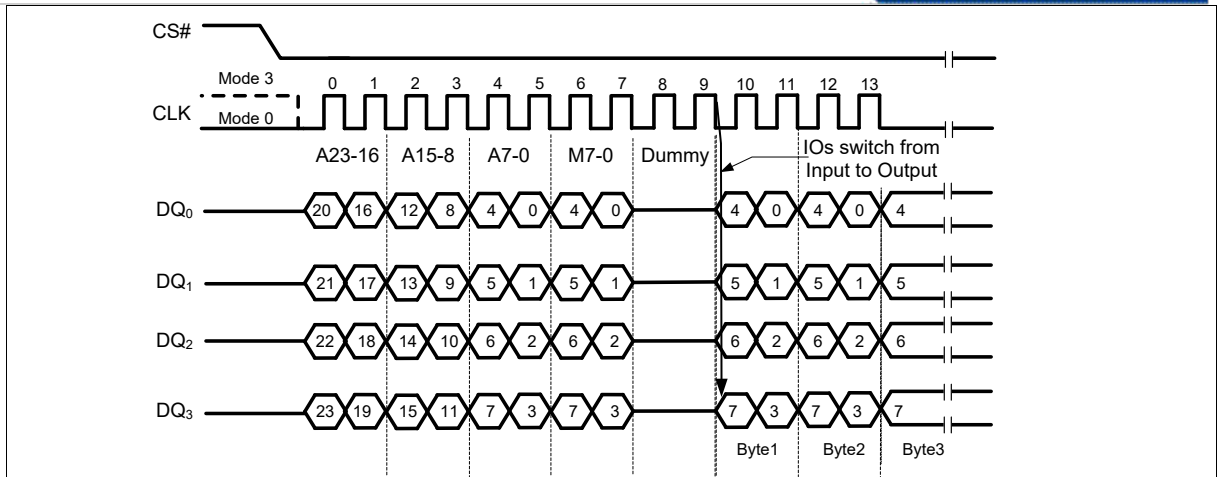 CS#
Mode 3
CLK
Mode 0
0 1 2 3 4 5 6 7 8 9 10 11 12 13
A23-16 A15-8 A7-0 M7-0 Dummy
IOs switch from
Input to Output
DQ0 20 16 12 8 4 0 4 0 4 0 4 0 4
DQ1 21 17 13 9 5 1 5 1 5 1 5 1 5
DQ2 22 18 14 10 6 2 6 2 6 2 6 2 6
DQ3 23 19 15 11 7 3 7 3 7 3 7 3 7
Byte1 Byte2 Byte3